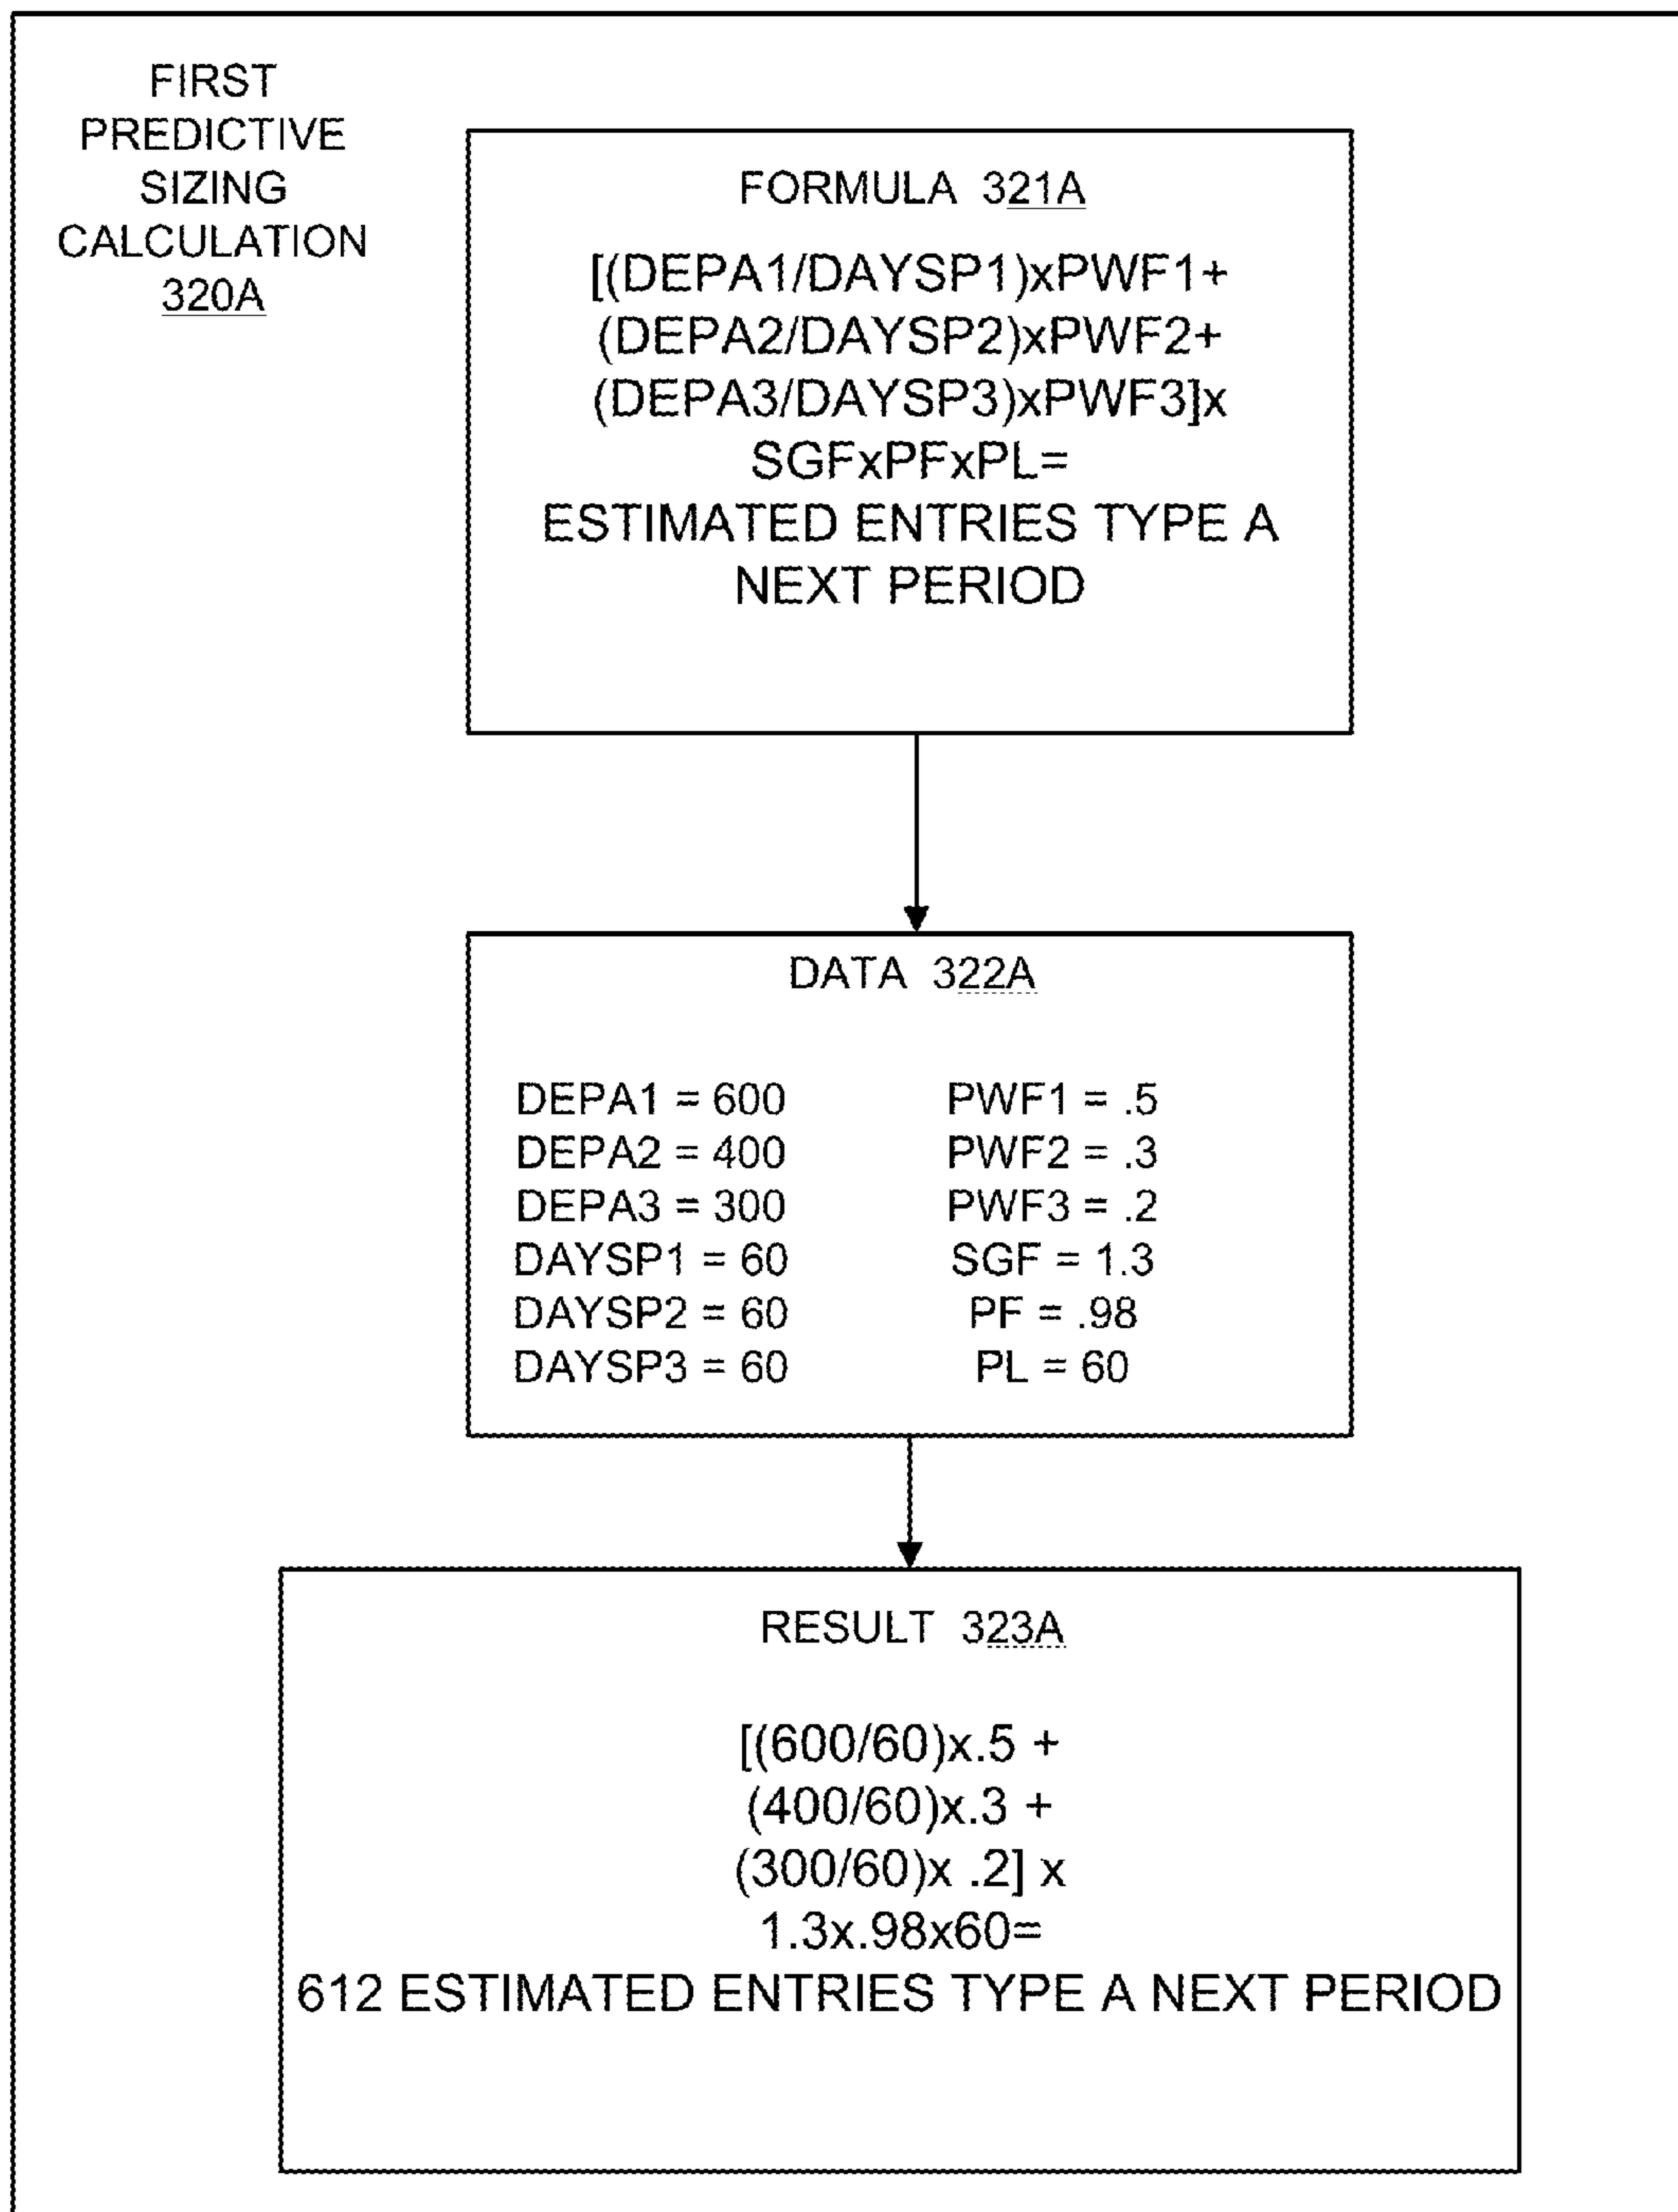 FIRST
PREDICTIVE
SIZING
CALCULATION
320A
FORMULA 321A
[(DEPA1/DAYSP1)xPWF1+
(DEPA2/DAYSP2)xPWF2+
(DEPA3/DAYSP3)xPWF3]x
SGFxPFxPL=
ESTIMATED ENTRIES TYPE A
NEXT PERIOD
DATA 322A
DEPA1 = 600
DEPA2 = 400
DEPA3 = 300
DAYSP1 = 60
DAYSP2 = 60
DAYSP3 = 60
PWF1 = .5
PWF2 = .3
PWF3 = .2
SGF = 1.3
PF = .98
PL = 60
RESULT 323A
[(600/60)x.5 +
(400/60)x.3 +
(300/60)x .2] x
1.3x.98x60=
612 ESTIMATED ENTRIES TYPE A NEXT PERIOD